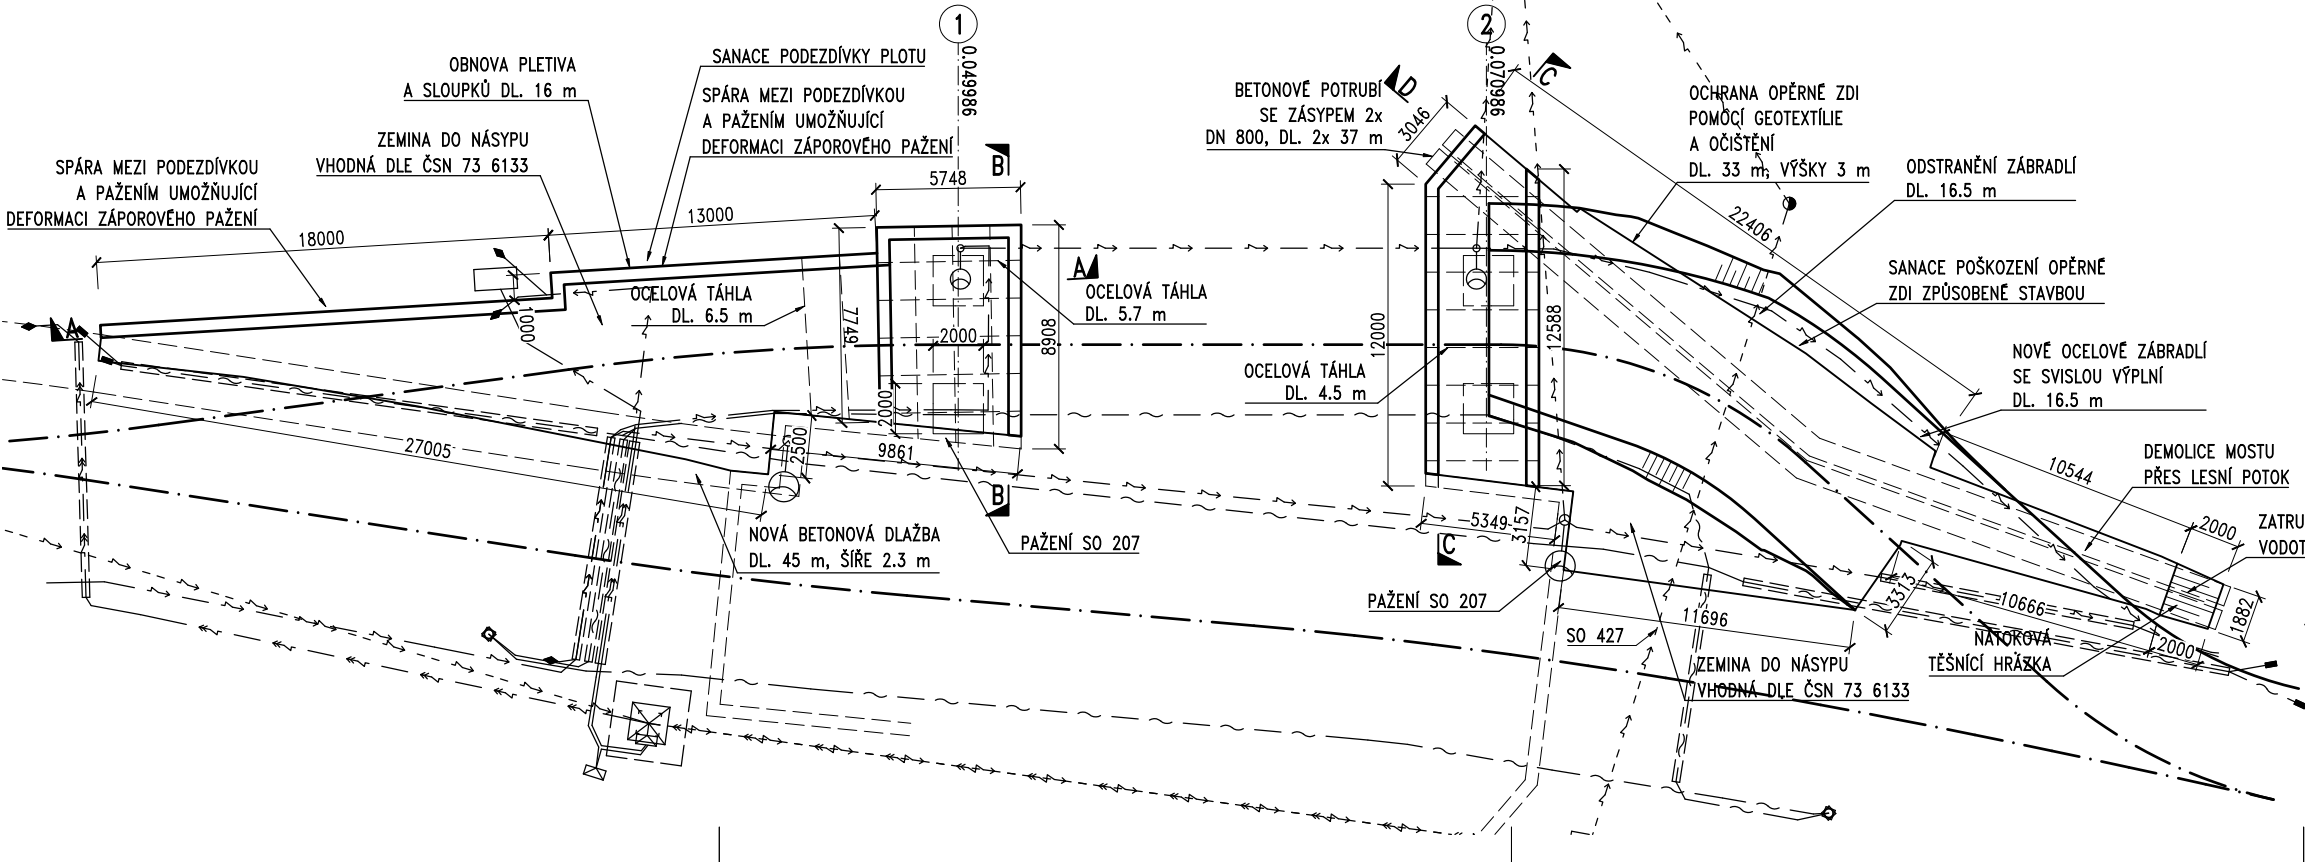 1
0.049986
2
0.070986
OBNOVA PLETIVA
A SLOUPKŮ DL. 16 m
SANACE PODEZDÍVKY PLOTU
SPÁRA MEZI PODEZDÍVKOU
A PAŽENÍM UMOŽŇUJÍCÍ
DEFORMACI ZÁPOROVÉHO PAŽENÍ
ZEMINA DO NÁSYPU
VHODNÁ DLE ČSN 73 6133
SPÁRA MEZI PODEZDÍVKOU
A PAŽENÍM UMOŽŇUJÍCÍ
DEFORMACI ZÁPOROVÉHO PAŽENÍ
18000
13000
5748
B
A
A
1000
OCELOVÁ TÁHLA
DL. 6.5 m
7749
2000
8908
OCELOVÁ TÁHLA
DL. 5.7 m
2000
2500
9861
27005
B
NOVÁ BETONOVÁ DLAŽBA
DL. 45 m, ŠÍŘE 2.3 m
PAŽENÍ SO 207
BETONOVÉ POTRUBÍ
SE ZÁSYPEM 2x
DN 800, DL. 2x 37 m
D
C
3046
OCHRANA OPĚRNÉ ZDI
POMOCÍ GEOTEXTÍLIE
A OČIŠTĚNÍ
DL. 33 m, VÝŠKY 3 m
ODSTRANĚNÍ ZÁBRADLÍ
DL. 16.5 m
22406
SANACE POŠKOZENÍ OPĚRNÉ
ZDI ZPŮSOBENÉ STAVBOU
12000
12588
OCELOVÁ TÁHLA
DL. 4.5 m
NOVÉ OCELOVÉ ZÁBRADLÍ
SE SVISLOU VÝPLNÍ
DL. 16.5 m
10544
DEMOLICE MOSTU
PŘES LESNÍ POTOK
2000
ZATRU
VODOT
5349
3157
C
PAŽENÍ SO 207
11696
SO 427
3313
10666
1882
2000
NÁTOKOVÁ
TĚSNÍCÍ HRÁZKA
ZEMINA DO NÁSYPU
VHODNÁ DLE ČSN 73 6133